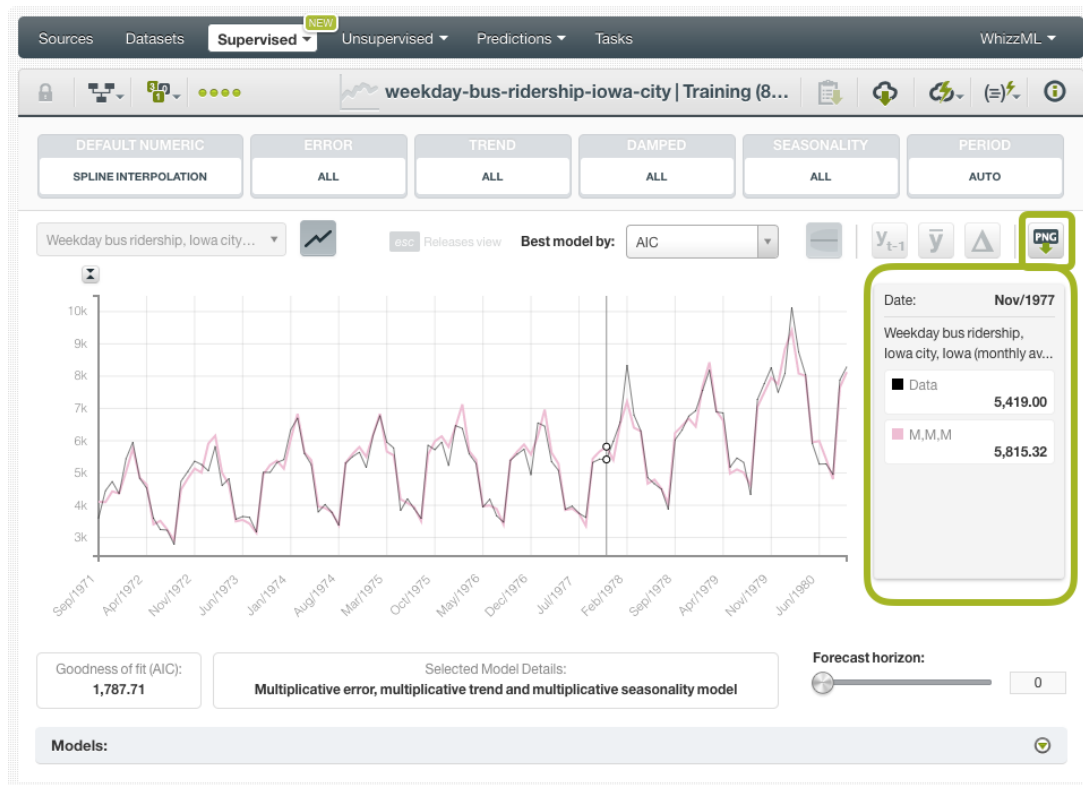 NEW
Sources Datasets Supervised Unsupervised Predictions Tasks WhizzML
weekday-bus-ridership-iowa-city | Training (8...
DEFAULT NUMERIC ERROR TREND DAMPED SEASONALITY PERIOD
SPLINE INTERPOLATION ALL ALL ALL ALL AUTO
Weekday bus ridership, Iowa city... esc Releases view Best model by: AIC yt-1 ȳ Δ PNG
Date: Nov/1977
Weekday bus ridership,
Iowa city, Iowa (monthly av...
Data
5,419.00
M,M,M
5,815.32
10k
9k
8k
7k
6k
5k
4k
3k
Sep/1971 Apr/1972 Nov/1972 Jun/1973 Jan/1974 Aug/1974 Mar/1975 Oct/1975 May/1976 Dec/1976 Jul/1977 Feb/1978 Sep/1978 Apr/1979 Nov/1979 Jun/1980
Goodness of fit (AIC):
1,787.71
Selected Model Details:
Multiplicative error, multiplicative trend and multiplicative seasonality model
Forecast horizon:
0
Models: